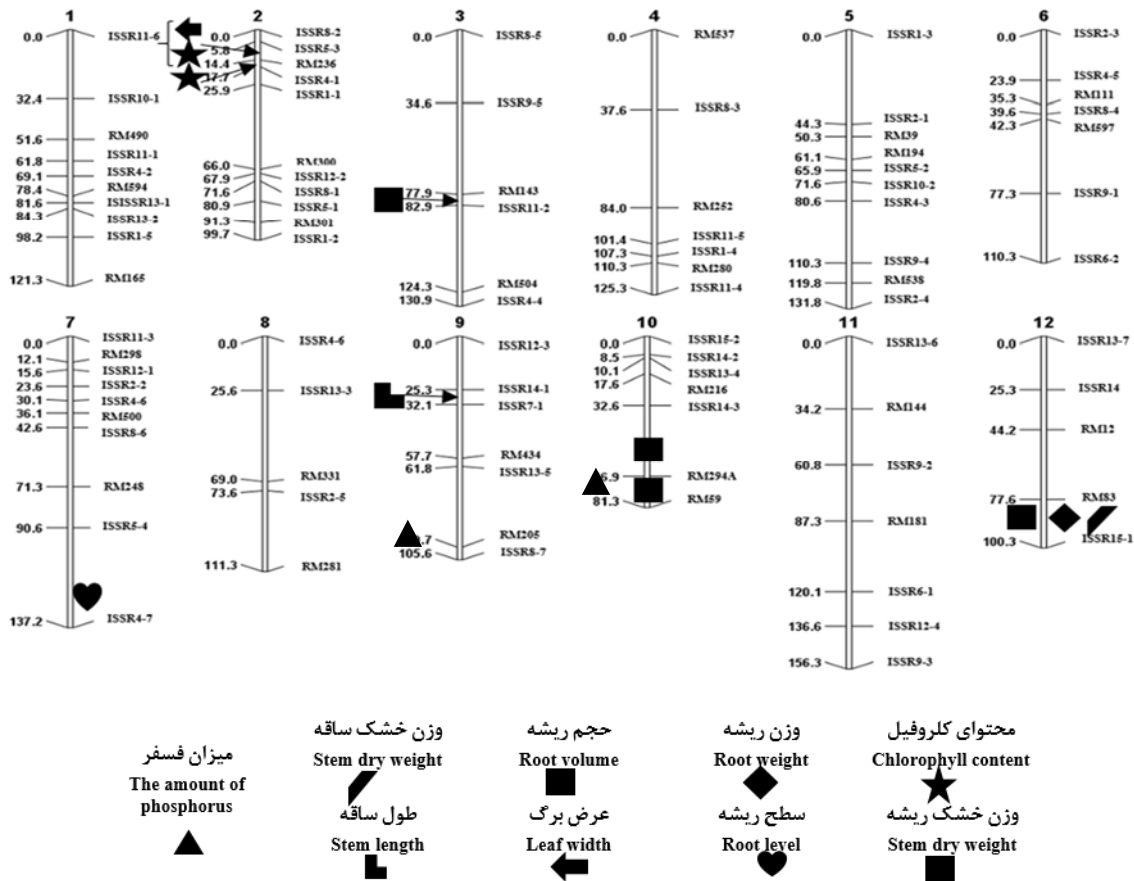 1
0.0 ISSR11-6
32.4 ISSR10-1
51.6 RM490
61.8 ISSR11-1
69.1 ISSR4-2
78.4 RM594
81.6 ISISSR13-1
84.3 ISSR13-2
98.2 ISSR1-5
121.3 RM165
2
0.0 ISSR8-2
5.8 ISSR5-3
14.4 RM236
17.7 ISSR4-1
25.9 ISSR1-1
66.0 RM300
67.9 ISSR12-2
71.6 ISSR8-1
80.9 ISSR5-1
91.3 RM301
99.7 ISSR1-2
3
0.0 ISSR8-5
34.6 ISSR9-5
77.9 RM143
82.9 ISSR11-2
124.3 RM504
130.9 ISSR4-4
4
0.0 RM537
37.6 ISSR8-3
84.0 RM252
101.4 ISSR11-5
107.3 ISSR1-4
110.3 RM280
125.3 ISSR11-4
5
0.0 ISSR1-3
44.3 ISSR2-1
50.3 RM39
61.1 RM194
65.9 ISSR5-2
71.6 ISSR10-2
80.6 ISSR4-3
110.3 ISSR9-4
119.8 RM538
131.8 ISSR2-4
6
0.0 ISSR2-3
23.9 ISSR4-5
35.3 RM111
39.6 ISSR8-4
42.3 RM597
77.3 ISSR9-1
110.3 ISSR6-2
7
0.0 ISSR11-3
12.1 RM298
15.6 ISSR12-1
23.6 ISSR2-2
30.1 ISSR4-6
36.1 RM500
42.6 ISSR8-6
71.3 RM248
90.6 ISSR5-4
137.2 ISSR4-7
8
0.0 ISSR4-6
25.6 ISSR13-3
69.0 RM331
73.6 ISSR2-5
111.3 RM281
9
0.0 ISSR12-3
25.3 ISSR14-1
32.1 ISSR7-1
57.7 RM434
61.8 ISSR13-5
RM205
105.6 ISSR8-7
10
0.0 ISSR15-2
8.5 ISSR14-2
10.1 ISSR13-4
17.6 RM216
32.6 ISSR14-3
RM294A
81.3 RM59
11
0.0 ISSR13-6
34.2 RM144
60.8 ISSR9-2
87.3 RM181
120.1 ISSR6-1
136.6 ISSR12-4
156.3 ISSR9-3
12
0.0 ISSR13-7
25.3 ISSR14
44.2 RM12
77.6 RM83
100.3 ISSR15-1
میزان فسفر
The amount of
phosphorus
وزن خشک ساقه
Stem dry weight
حجم ریشه
Root volume
وزن ریشه
Root weight
محتوای کلروفیل
Chlorophyll content
طول ساقه
Stem length
عرض برگ
Leaf width
سطح ریشه
Root level
وزن خشک ریشه
Stem dry weight